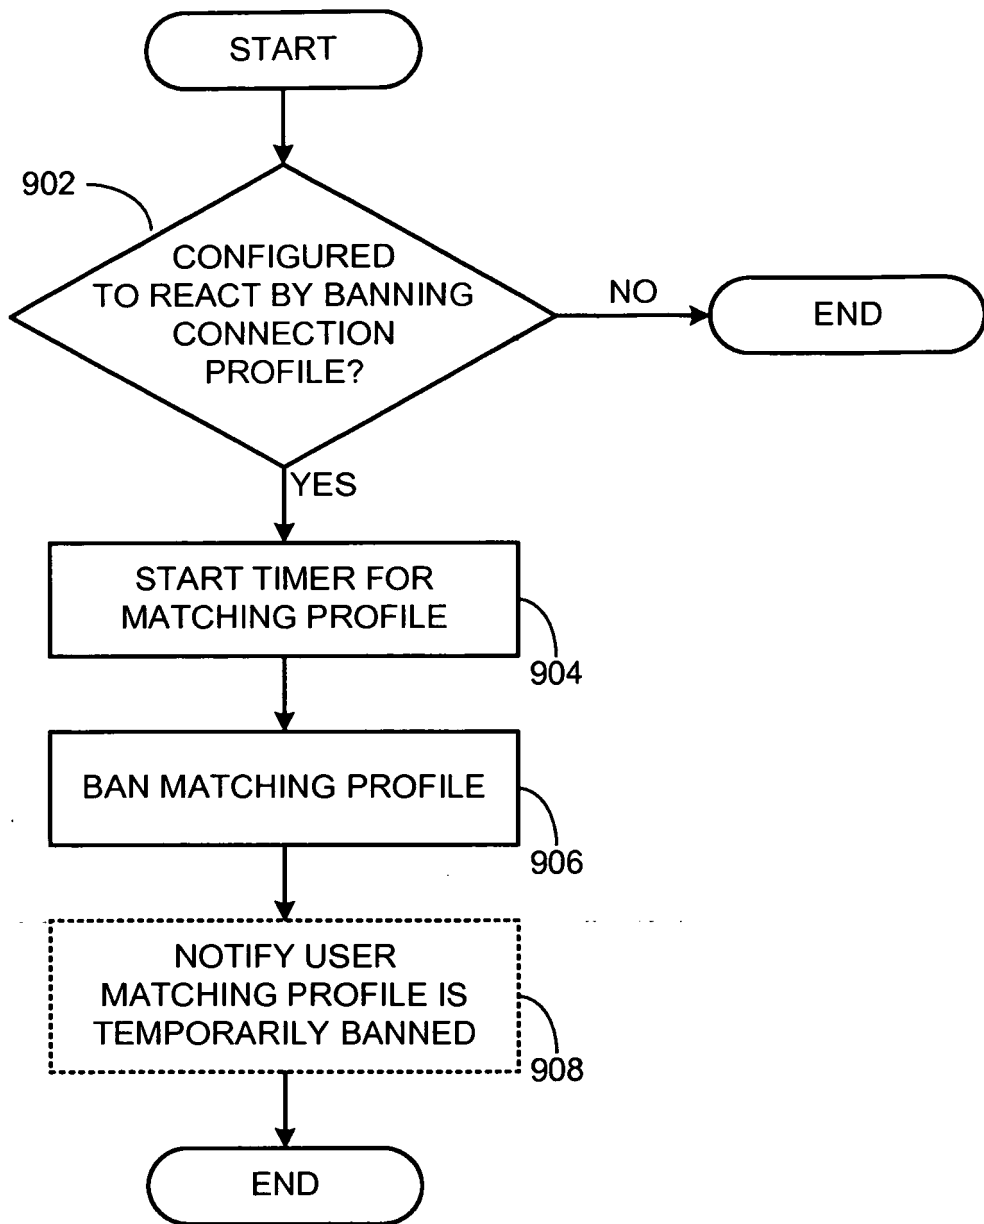 START
902
CONFIGURED
TO REACT BY BANNING
CONNECTION
PROFILE?
NO
END
YES
START TIMER FOR
MATCHING PROFILE
904
BAN MATCHING PROFILE
906
NOTIFY USER
MATCHING PROFILE IS
TEMPORARILY BANNED
908
END